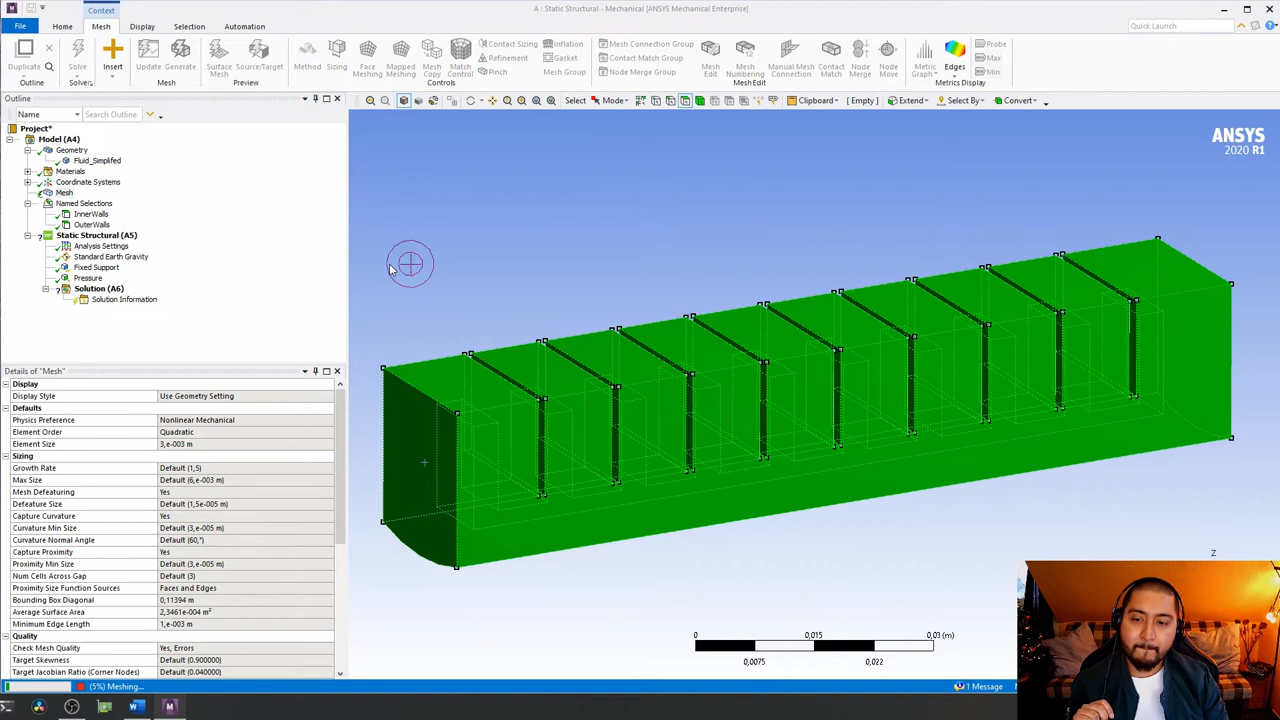 A : Static Structural - Mechanical [ANSYS Mechanical Enterprise]
Context
File Home Mesh Display Selection Automation
Quick Launch
Duplicate
Solve
Insert
Update
Generate
Surface Mesh
Source/Target
Method
Sizing
Face Meshing
Mapped Meshing
Mesh Copy
Match Control
Contact Sizing
Refinement
Pinch
Inflation
Gasket
Mesh Group
Mesh Connection Group
Contact Match Group
Node Merge Group
Mesh Edit
Mesh Numbering
Manual Mesh Connection
Contact Match
Node Merge
Node Move
Metrics Graph
Edges
Probe
Max
Min
Outline
Solver
Mesh
Preview
Controls
Mesh Edit
Metrics Display
Outline
Name
Search Outline
Select Mode Clipboard [ Empty ] Extend Select By Convert
Project*
Model (A4)
Geometry
Fluid_Simplifed
Materials
Coordinate Systems
Mesh
Named Selections
InnerWalls
OuterWalls
Static Structural (A5)
Analysis Settings
Standard Earth Gravity
Fixed Support
Pressure
Solution (A6)
Solution Information
ANSYS
2020 R1
Details of "Mesh"
Display
Display Style Use Geometry Setting
Defaults
Physics Preference Nonlinear Mechanical
Element Order Quadratic
Element Size 3,e-003 m
Sizing
Growth Rate Default (1,5)
Max Size Default (6,e-003 m)
Mesh Defeaturing Yes
Defeature Size Default (1,5e-005 m)
Capture Curvature Yes
Curvature Min Size Default (3,e-005 m)
Curvature Normal Angle Default (60,°)
Capture Proximity Yes
Proximity Min Size Default (3,e-005 m)
Num Cells Across Gap Default (3)
Proximity Size Function Sources Faces and Edges
Bounding Box Diagonal 0,11394 m
Average Surface Area 2,3461e-004 m²
Minimum Edge Length 1,e-003 m
Quality
Check Mesh Quality Yes, Errors
Target Skewness Default (0.900000)
Target Jacobian Ratio (Corner Nodes) Default (0.040000)
Z
0 0,015 0,03 (m)
0,0075 0,022
(5%) Meshing...
1 Message